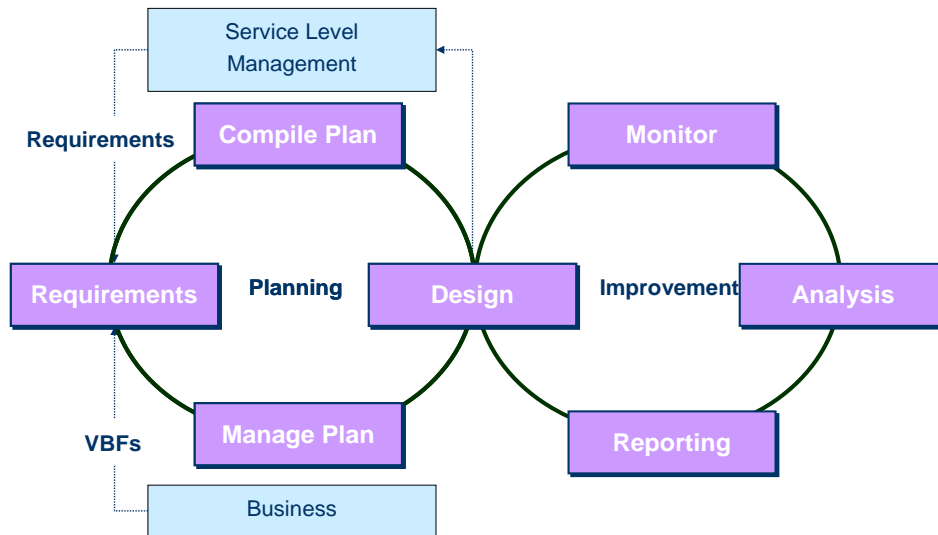 Service Level
Management
Compile Plan
Monitor
Requirements
Requirements
Planning
Design
Improvement
Analysis
Manage Plan
VBFs
Reporting
Business